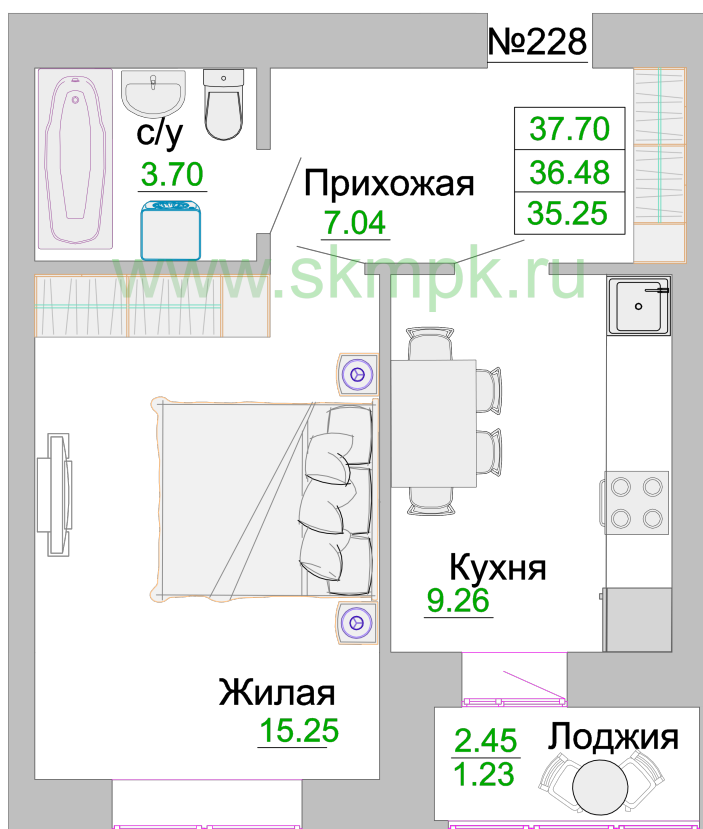 №228
37.70
36.48
35.25
с/у
3.70
Прихожая
7.04
www.skmpk.ru
Кухня
9.26
Жилая
15.25
Лоджия
2.45
1.23